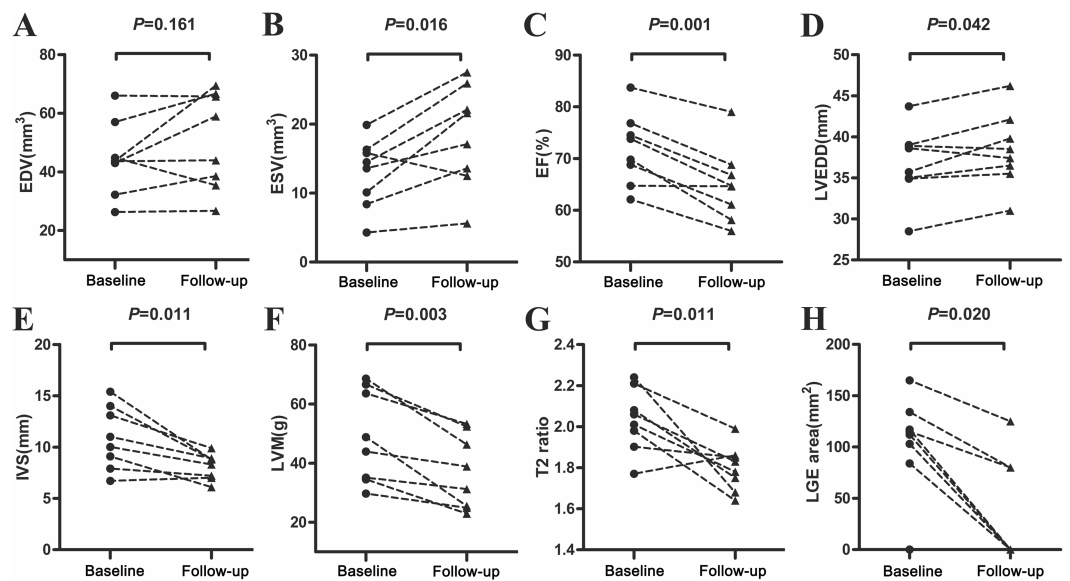 A P=0.161
EDV(mm³)
80
60
40
20
Baseline Follow-up
B P=0.016
ESV(mm³)
30
20
10
0
Baseline Follow-up
C P=0.001
EF(%)
90
80
70
60
50
Baseline Follow-up
D P=0.042
LVEDD(mm)
50
45
40
35
30
25
Baseline Follow-up
E P=0.011
IVS(mm)
20
15
10
5
0
Baseline Follow-up
F P=0.003
LVM(g)
80
60
40
20
Baseline Follow-up
G P=0.011
T2 ratio
2.4
2.2
2.0
1.8
1.6
1.4
Baseline Follow-up
H P=0.020
LGE area(mm²)
200
150
100
50
0
Baseline Follow-up